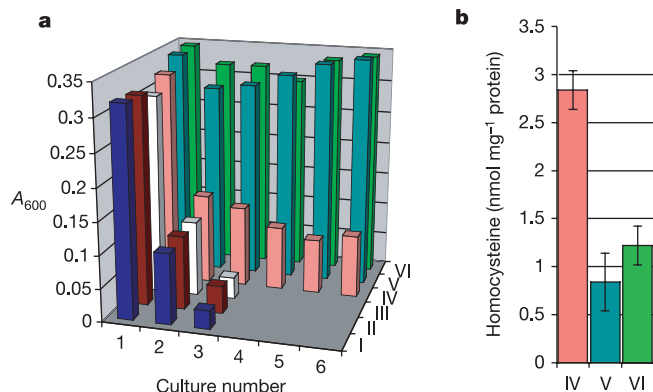 a
0.35
0.3
0.25
0.2
0.15
0.1
0.05
0
A600
1
2
3
4
5
6
Culture number
I
II
III
IV
V
VI
b
Homocysteine (nmol mg⁻¹ protein)
3.5
3
2.5
2
1.5
1
0.5
0
IV V VI